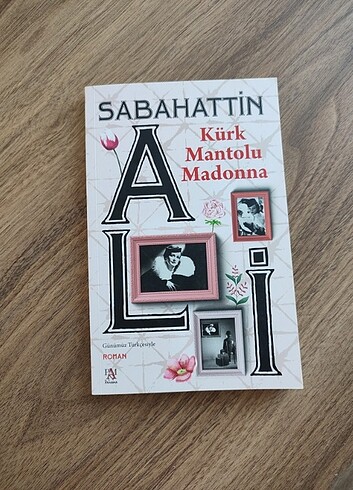 SABAHATTİN
ALİ
Kürk
Mantolu
Madonna
Günümüz Türkçesiyle
ROMAN